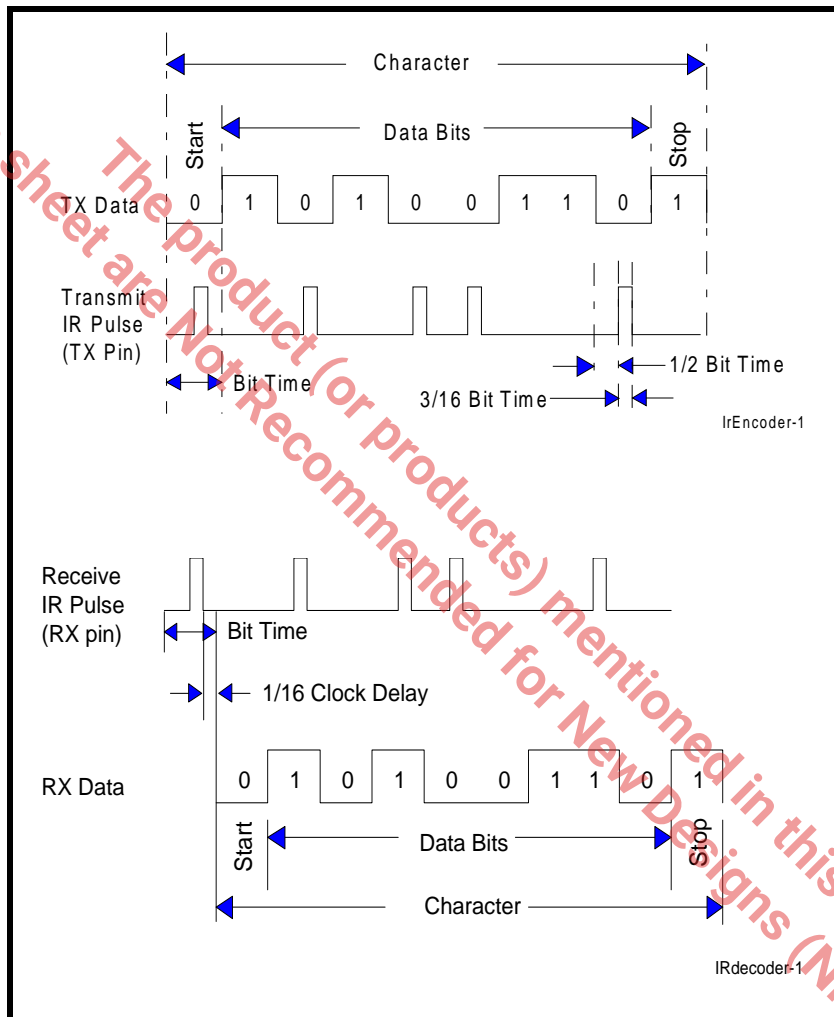 Character
Start
Data Bits
Stop
TX Data
0 1 0 1 0 0 1 1 0 1
Transmit
IR Pulse
(TX Pin)
Bit Time
1/2 Bit Time
3/16 Bit Time
IrEncoder-1
Receive
IR Pulse
(RX pin)
Bit Time
1/16 Clock Delay
RX Data
0 1 0 1 0 0 1 1 0 1
Start
Data Bits
Stop
Character
IRdecoder-1
The product (or products) mentioned in this
sheet are Not Recommended for New Designs